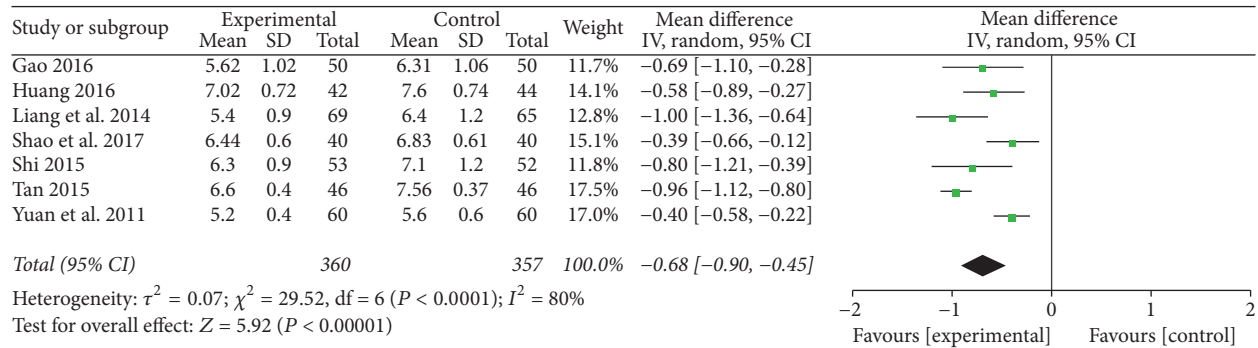 Study or subgroup Experimental Control Weight Mean difference Mean difference
Mean SD Total Mean SD Total IV, random, 95% CI IV, random, 95% CI
Gao 2016 5.62 1.02 50 6.31 1.06 50 11.7% −0.69 [−1.10, −0.28]
Huang 2016 7.02 0.72 42 7.6 0.74 44 14.1% −0.58 [−0.89, −0.27]
Liang et al. 2014 5.4 0.9 69 6.4 1.2 65 12.8% −1.00 [−1.36, −0.64]
Shao et al. 2017 6.44 0.6 40 6.83 0.61 40 15.1% −0.39 [−0.66, −0.12]
Shi 2015 6.3 0.9 53 7.1 1.2 52 11.8% −0.80 [−1.21, −0.39]
Tan 2015 6.6 0.4 46 7.56 0.37 46 17.5% −0.96 [−1.12, −0.80]
Yuan et al. 2011 5.2 0.4 60 5.6 0.6 60 17.0% −0.40 [−0.58, −0.22]
Total (95% CI) 360 357 100.0% −0.68 [−0.90, −0.45]
Heterogeneity: τ² = 0.07; χ² = 29.52, df = 6 (P < 0.0001); I² = 80%
Test for overall effect: Z = 5.92 (P < 0.00001)
−2 −1 0 1 2
Favours [experimental] Favours [control]